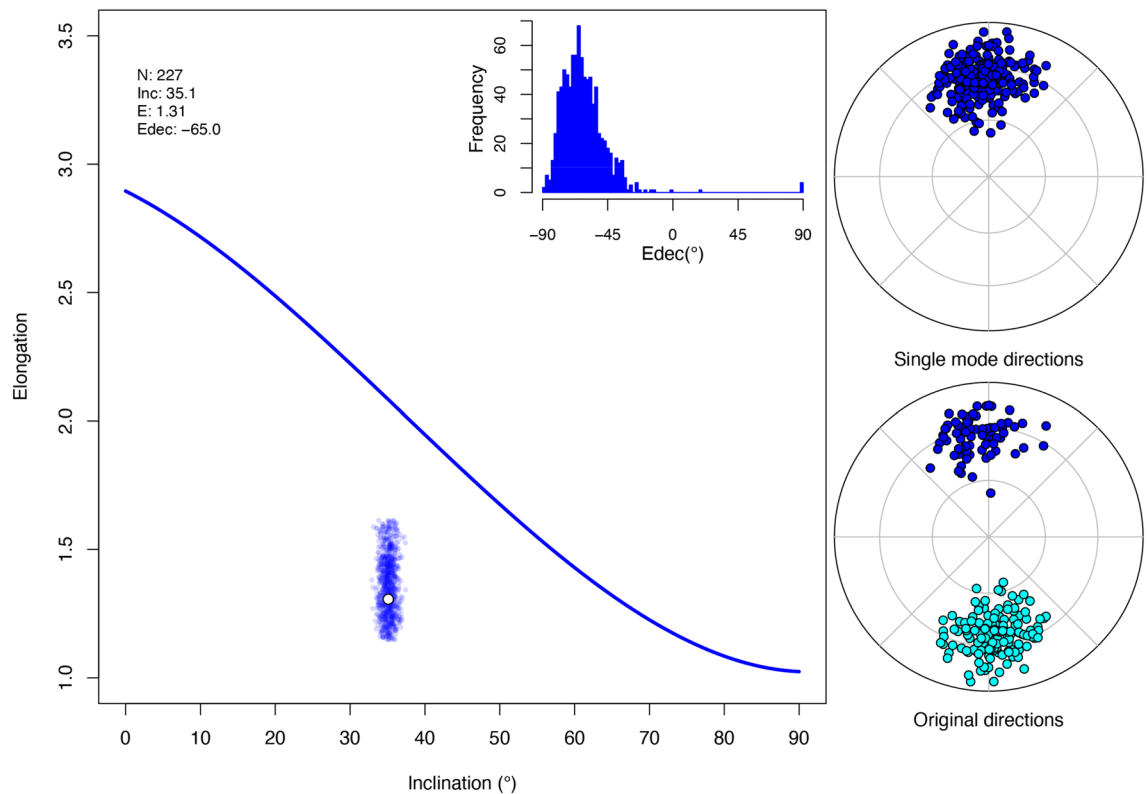 N: 227
Inc: 35.1
E: 1.31
Edec: −65.0
Elongation
3.5
3.0
2.5
2.0
1.5
1.0
0 10 20 30 40 50 60 70 80 90
Inclination (°)
Frequency
60
40
20
0
−90 −45 0 45 90
Edec(°)
Single mode directions
Original directions